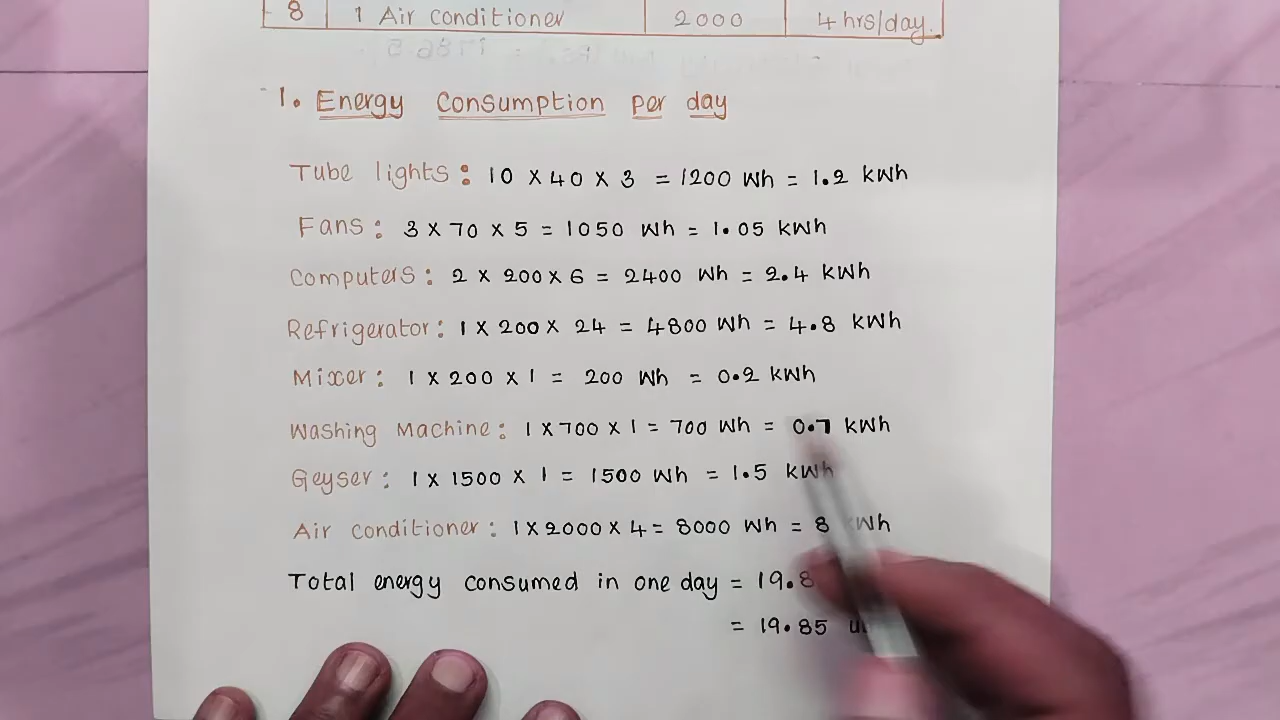 8 1 Air conditioner 2000 4 hrs/day.
1. Energy Consumption per day
Tube lights: 10 x 40 x 3 = 1200 Wh = 1.2 kWh
Fans: 3 x 70 x 5 = 1050 Wh = 1.05 kWh
Computers: 2 x 200 x 6 = 2400 Wh = 2.4 kWh
Refrigerator: 1 x 200 x 24 = 4800 Wh = 4.8 kWh
Mixer: 1 x 200 x 1 = 200 Wh = 0.2 kWh
Washing Machine: 1 x 700 x 1 = 700 Wh = 0.7 kWh
Geyser: 1 x 1500 x 1 = 1500 Wh = 1.5 kWh
Air conditioner: 1 x 2000 x 4 = 8000 Wh = 8 kWh
Total energy consumed in one day = 19.8
= 19.85